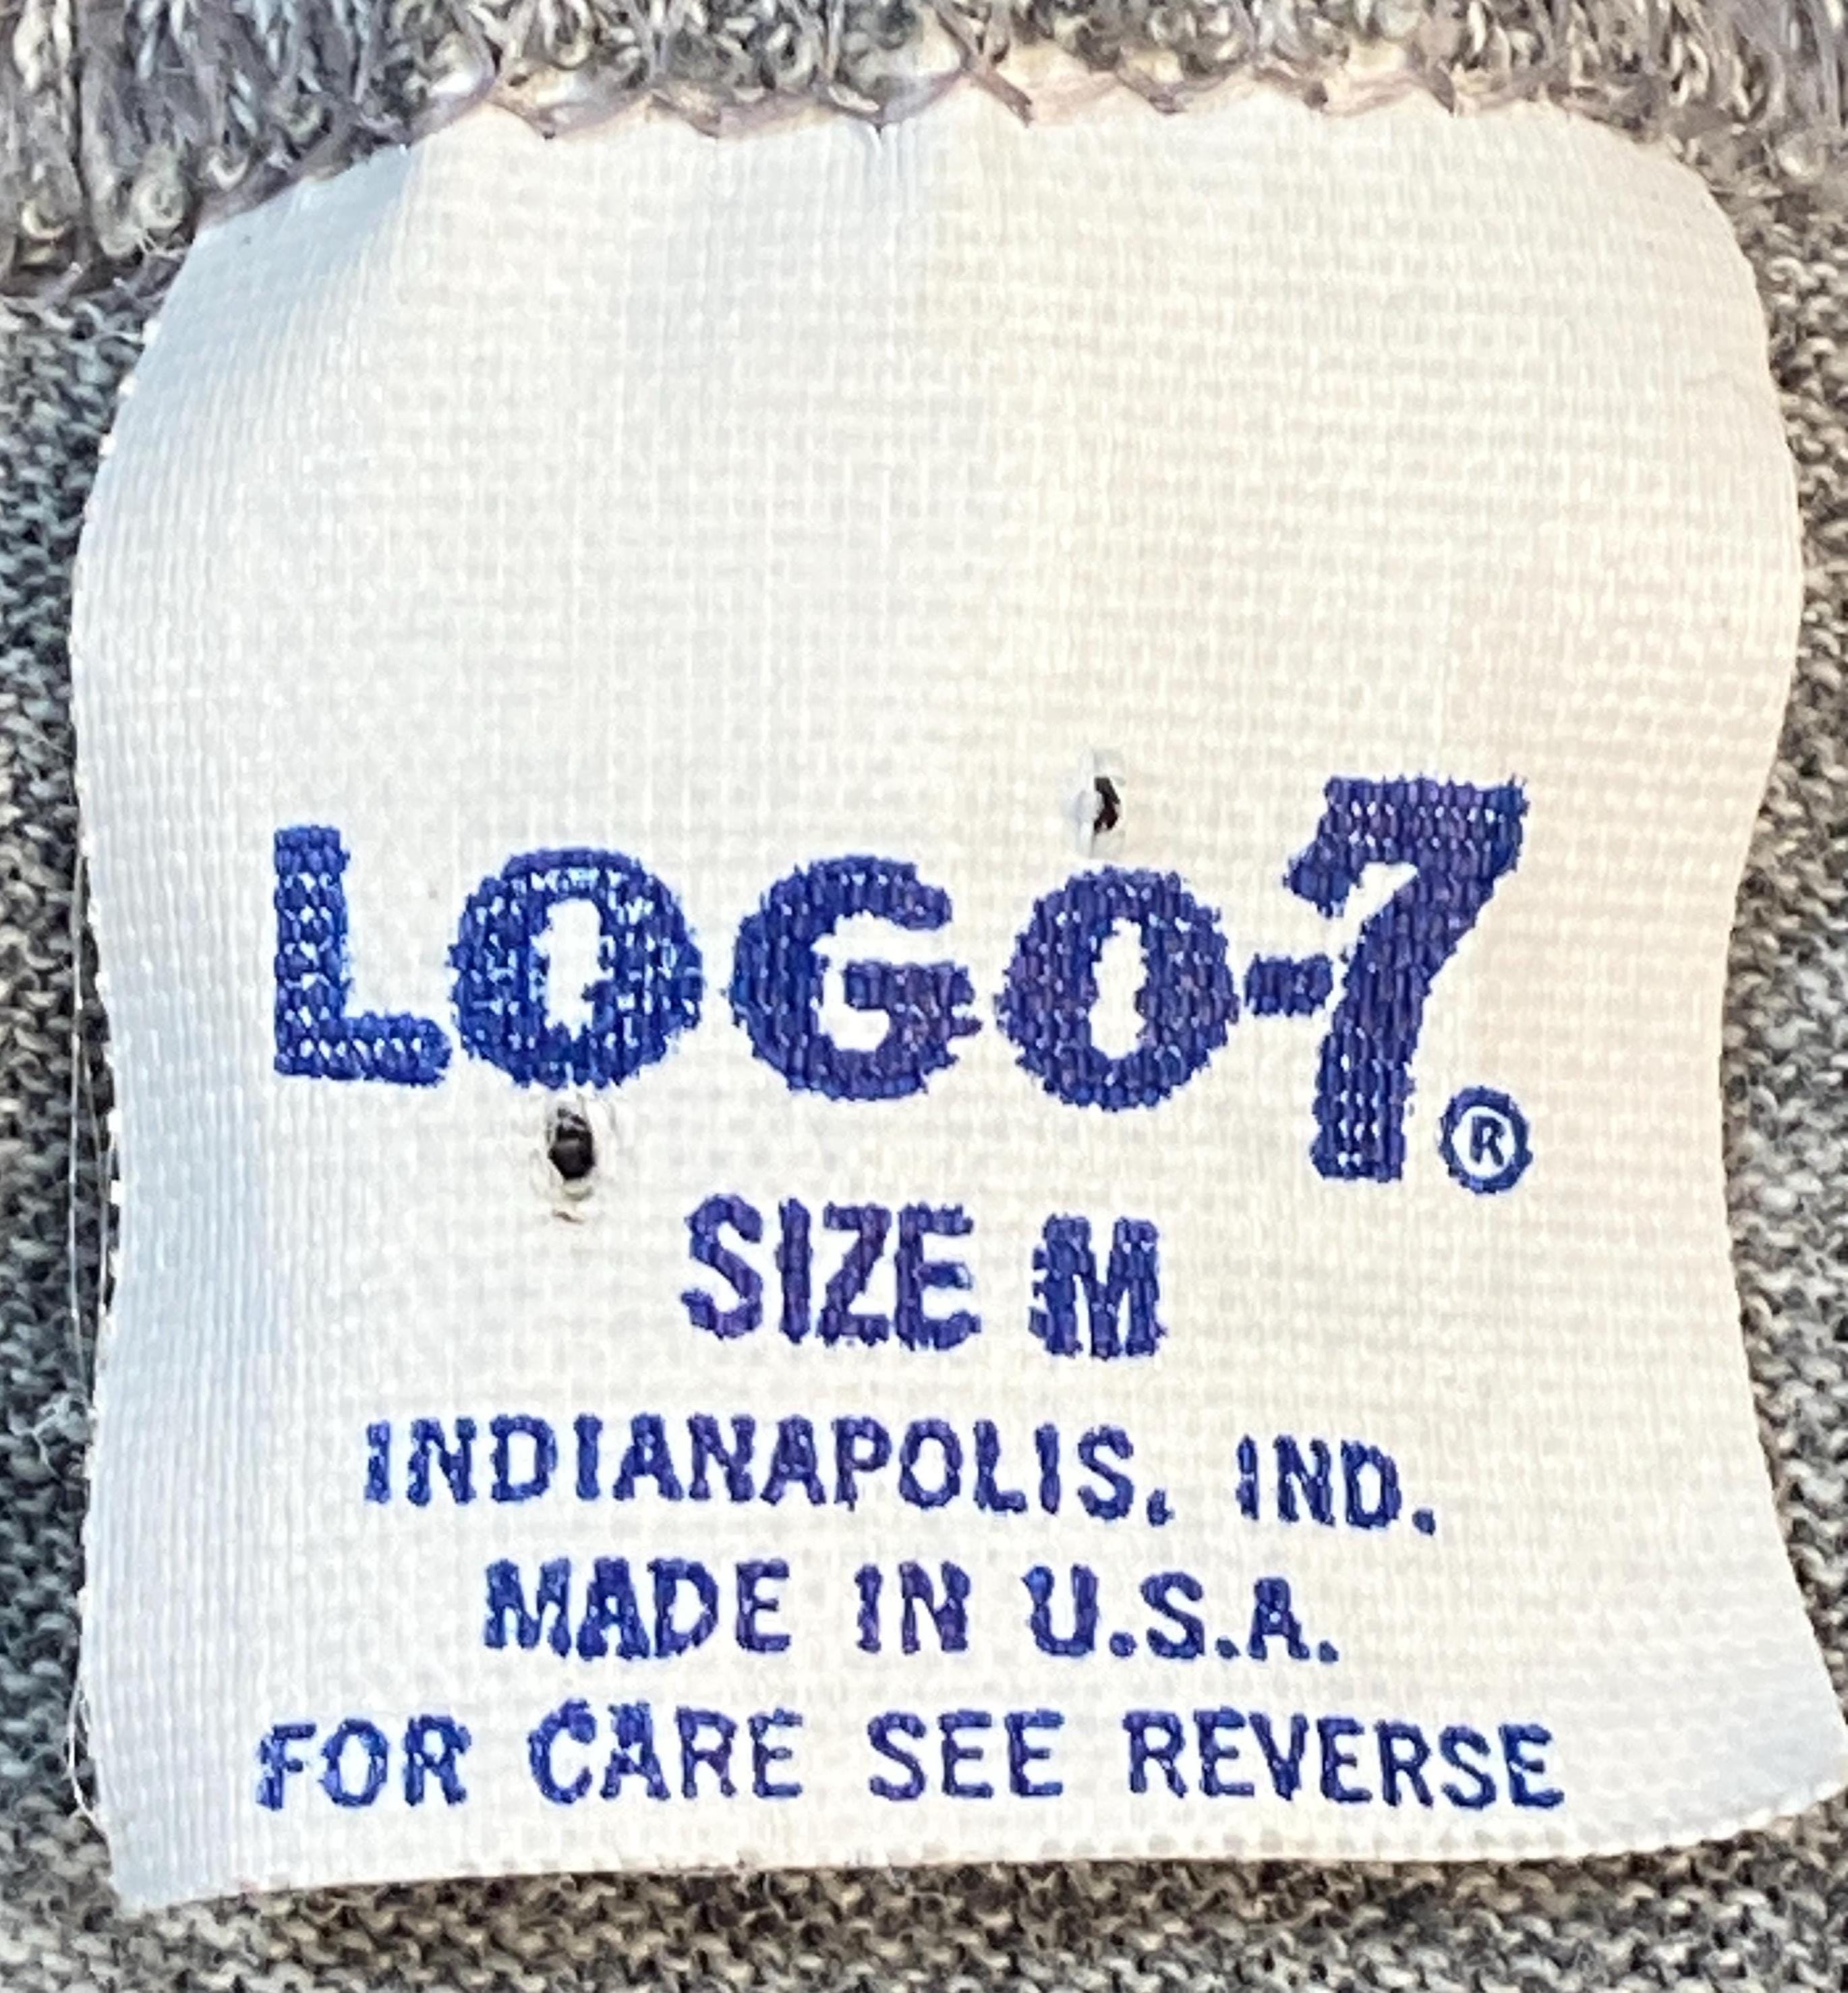 LOGO-7®
SIZE M
INDIANAPOLIS, IND.
MADE IN U.S.A.
FOR CARE SEE REVERSE